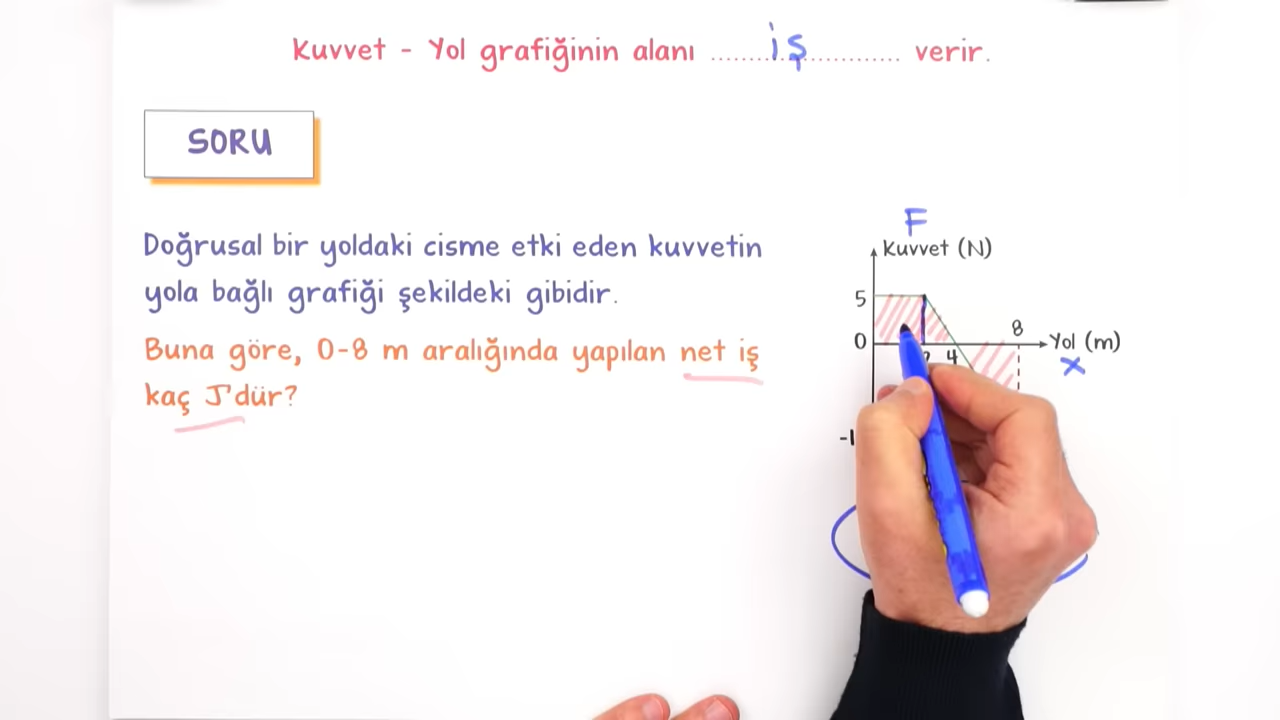 Kuvvet - Yol grafiğinin alanı ......iş............ verir.
SORU
Doğrusal bir yoldaki cisme etki eden kuvvetin
yola bağlı grafiği şekildeki gibidir.
Buna göre, 0-8 m aralığında yapılan net iş
kaç J'dür?
F
Kuvvet (N)
5
8
0
Yol (m)
4
x